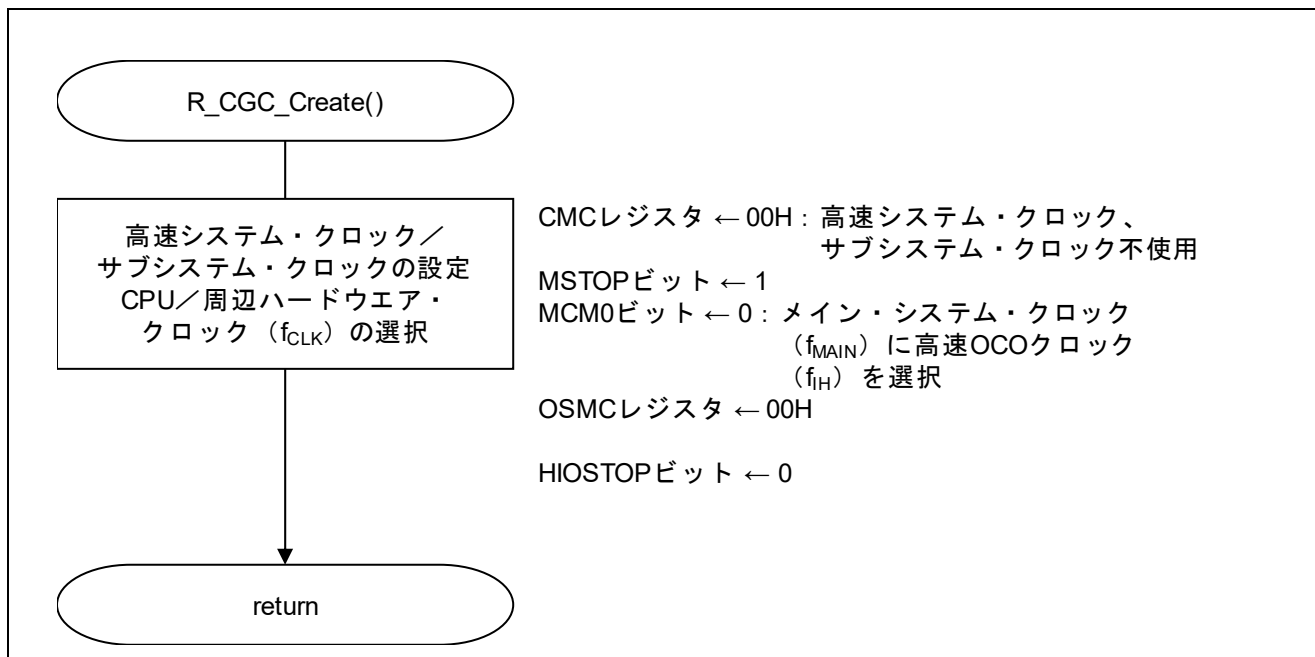 R_CGC_Create()
高速システム・クロック／
サブシステム・クロックの設定
CPU／周辺ハードウエア・
クロック（fCLK）の選択
CMCレジスタ ← 00H : 高速システム・クロック、
サブシステム・クロック不使用
MSTOPビット ← 1
MCM0ビット ← 0 : メイン・システム・クロック
（fMAIN）に高速OCOクロック
（fIH）を選択
OSMCレジスタ ← 00H
HIOSTOPビット ← 0
return